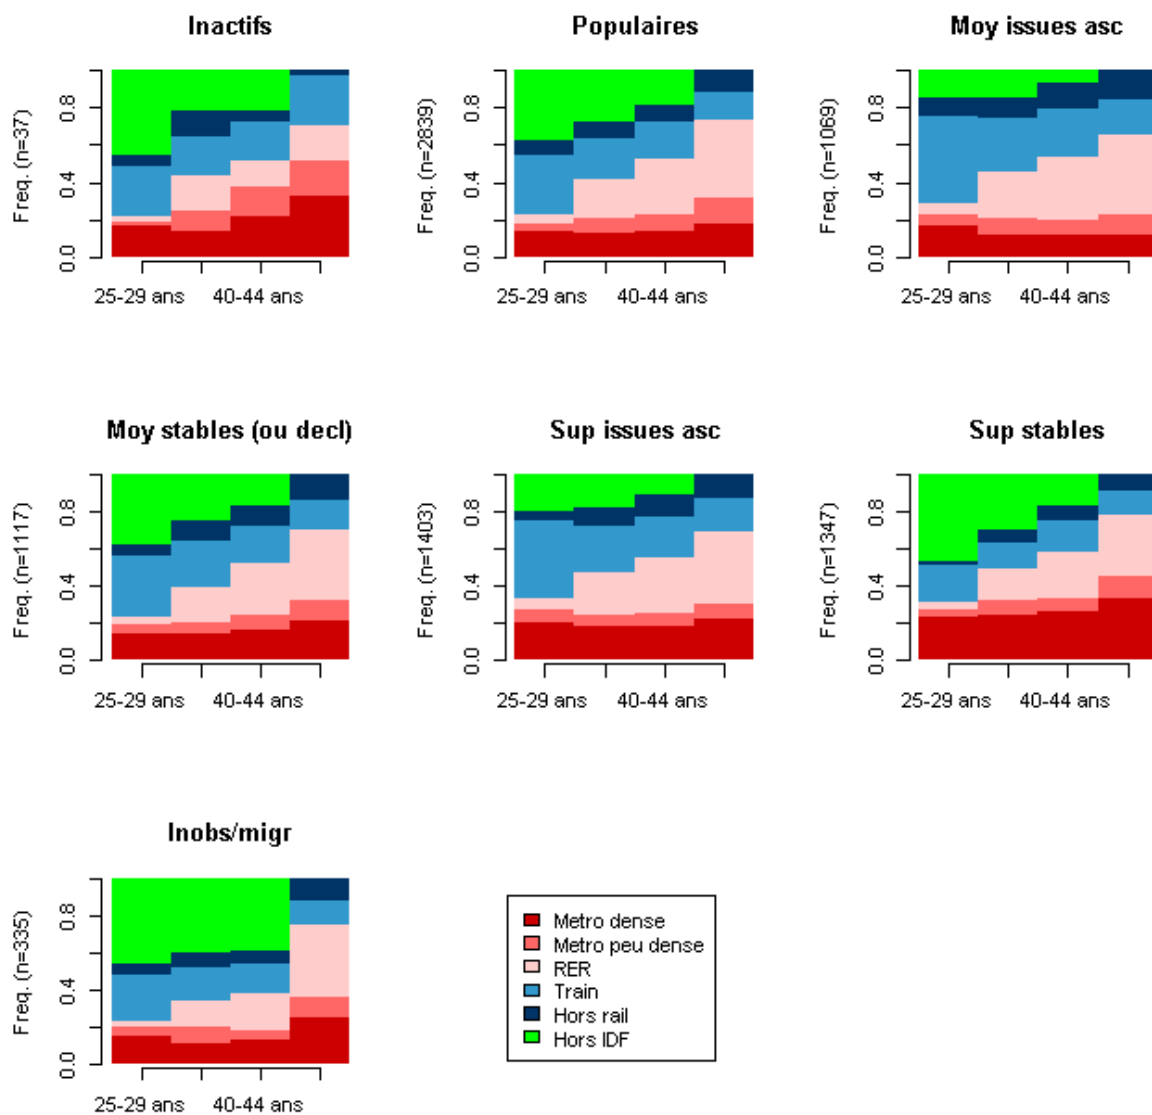 Inactifs
Populaires
Moy issues asc
Freq. (n=37)
0.0 0.4 0.8
25-29 ans 40-44 ans
Freq. (n=2839)
0.0 0.4 0.8
25-29 ans 40-44 ans
Freq. (n=1069)
0.0 0.4 0.8
25-29 ans 40-44 ans
Moy stables (ou decl)
Sup issues asc
Sup stables
Freq. (n=1117)
0.0 0.4 0.8
25-29 ans 40-44 ans
Freq. (n=1403)
0.0 0.4 0.8
25-29 ans 40-44 ans
Freq. (n=1347)
0.0 0.4 0.8
25-29 ans 40-44 ans
Inobs/migr
Freq. (n=335)
0.0 0.4 0.8
25-29 ans 40-44 ans
Metro dense
Metro peu dense
RER
Train
Hors rail
Hors IDF